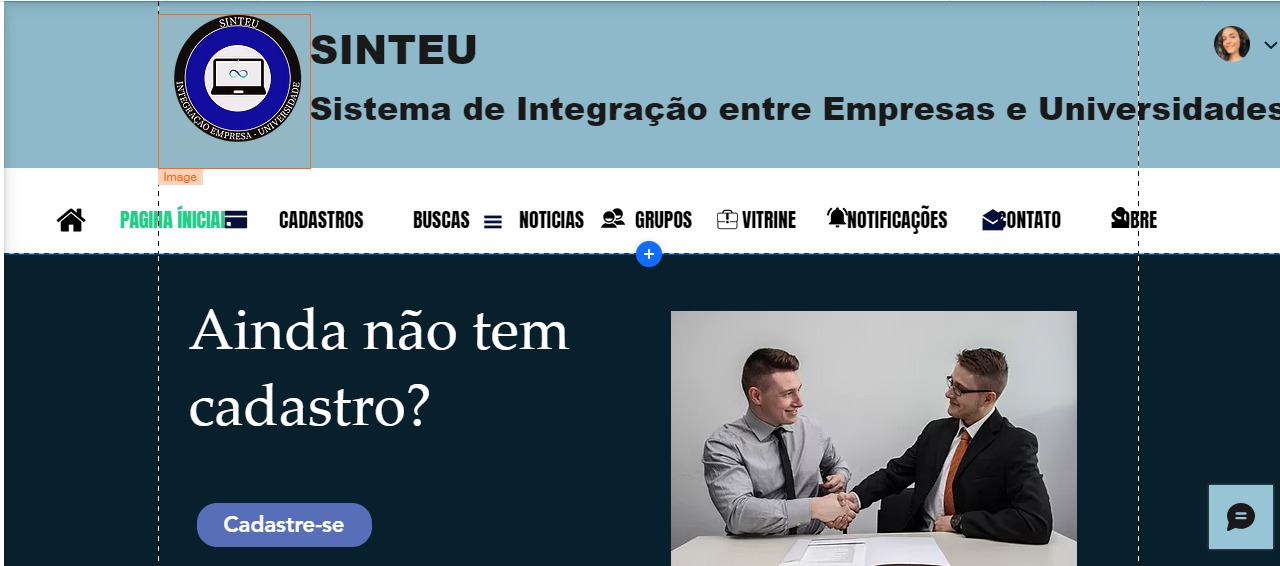 SINTEU
INTEGRAÇÃO EMPRESA - UNIVERSIDADE
SINTEU
Sistema de Integração entre Empresas e Universidades
Image
PAGINA ÍNICIAL CADASTROS BUSCAS NOTICIAS GRUPOS VITRINE NOTIFICAÇÕES CONTATO SOBRE
Ainda não tem
cadastro?
Cadastre-se